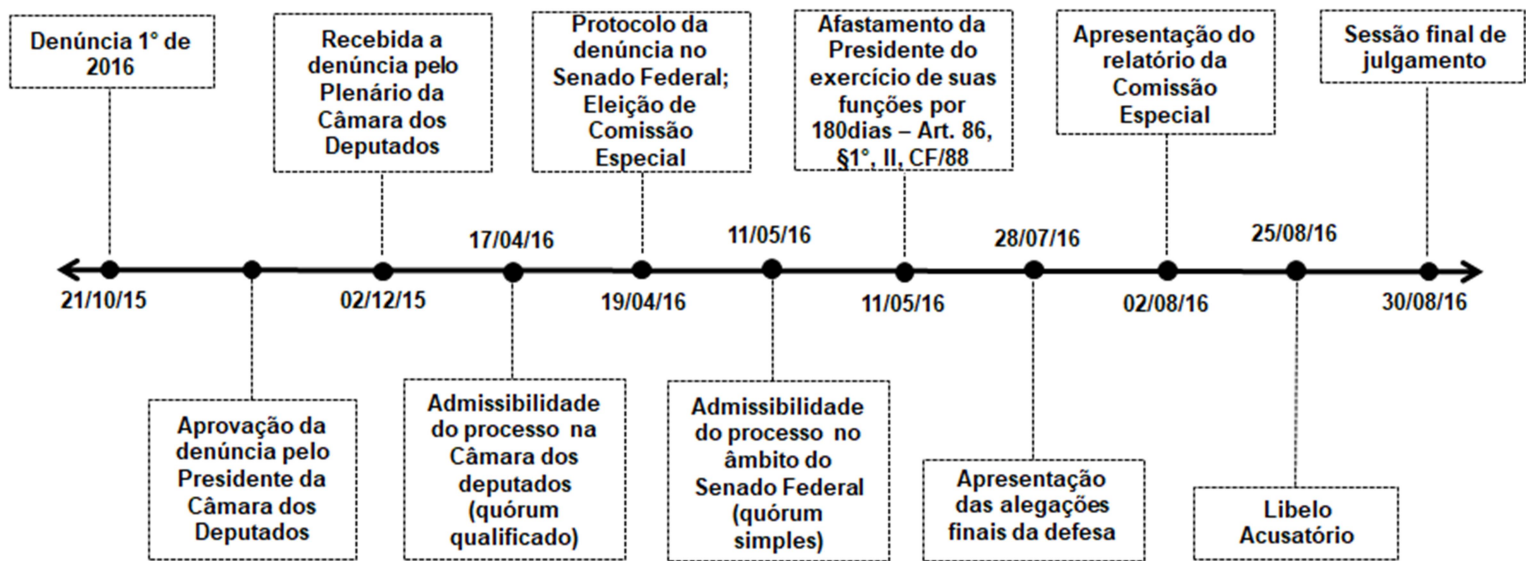 Denúncia 1° de
2016
Recebida a
denúncia pelo
Plenário da
Câmara dos
Deputados
Protocolo da
denúncia no
Senado Federal;
Eleição de
Comissão
Especial
Afastamento da
Presidente do
exercício de suas
funções por
180dias – Art. 86,
§1°, II, CF/88
Apresentação do
relatório da
Comissão
Especial
Sessão final de
julgamento
17/04/16
11/05/16
28/07/16
25/08/16
21/10/15
02/12/15
19/04/16
11/05/16
02/08/16
30/08/16
Aprovação da
denúncia pelo
Presidente da
Câmara dos
Deputados
Admissibilidade
do processo na
Câmara dos
deputados
(quórum
qualificado)
Admissibilidade
do processo no
âmbito do
Senado Federal
(quórum
simples)
Apresentação
das alegações
finais da defesa
Libelo
Acusatório